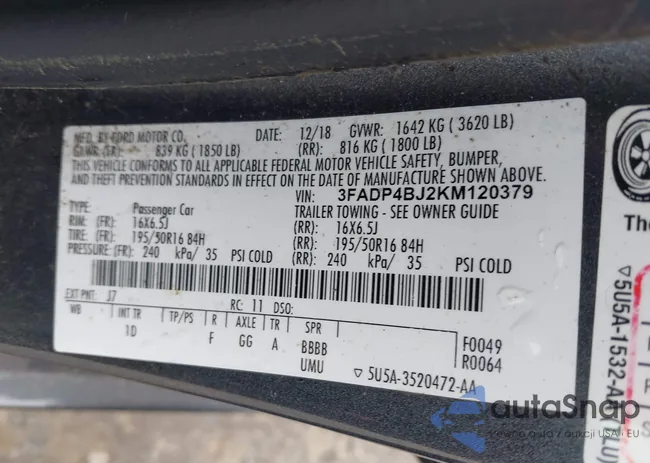 MFD. BY FORD MOTOR CO. DATE: 12/18 GVWR: 1642 KG ( 3620 LB)
GAWR: (FR): 839 KG ( 1850 LB) (RR): 816 KG ( 1800 LB)
THIS VEHICLE CONFORMS TO ALL APPLICABLE FEDERAL MOTOR VEHICLE SAFETY, BUMPER,
AND THEFT PREVENTION STANDARDS IN EFFECT ON THE DATE OF MANUFACTURE SHOWN ABOVE.
VIN: 3FADP4BJ2KM120379
TYPE: Passenger Car TRAILER TOWING - SEE OWNER GUIDE
RIM: (FR) 16X6.5J (RR): 16X6.5J
TIRE: (FR) 195/50R16 84H (RR): 195/50R16 84H
PRESSURE: (FR) 240 kPa/ 35 PSI COLD (RR): 240 kPa/ 35 PSI COLD
EXT PNT: J7 RC: 11 DSO:
WB INT TR TP/PS R AXLE TR SPR
1D F GG A BBBB F0049
UMU R0064
▽ 5U5A-3520472-AA
The
▽5U5A-1532-A
autaSnap